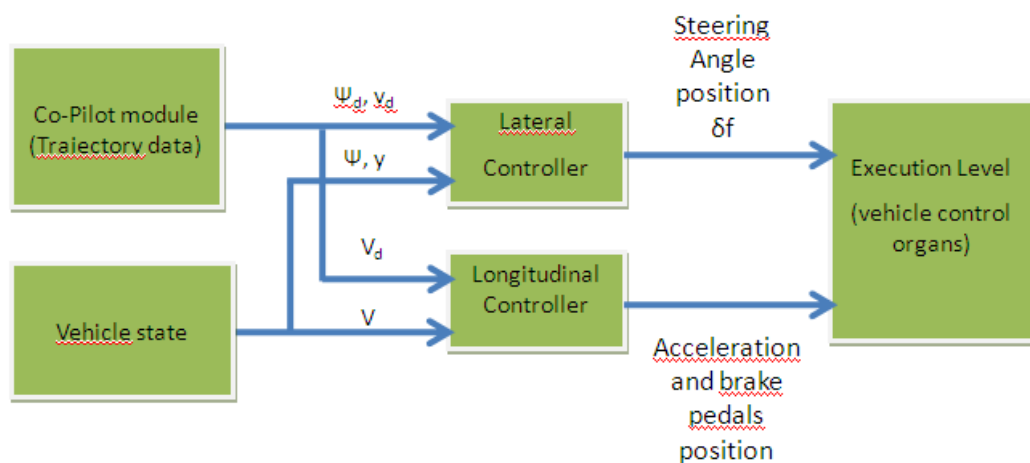 Steering
Angle
position
δf
Co-Pilot module
(Trajectory data)
Ψd, yd
Lateral
Controller
Ψ, y
Execution Level
(vehicle control
organs)
Vd
Longitudinal
Controller
Vehicle state
V
Acceleration
and brake
pedals
position